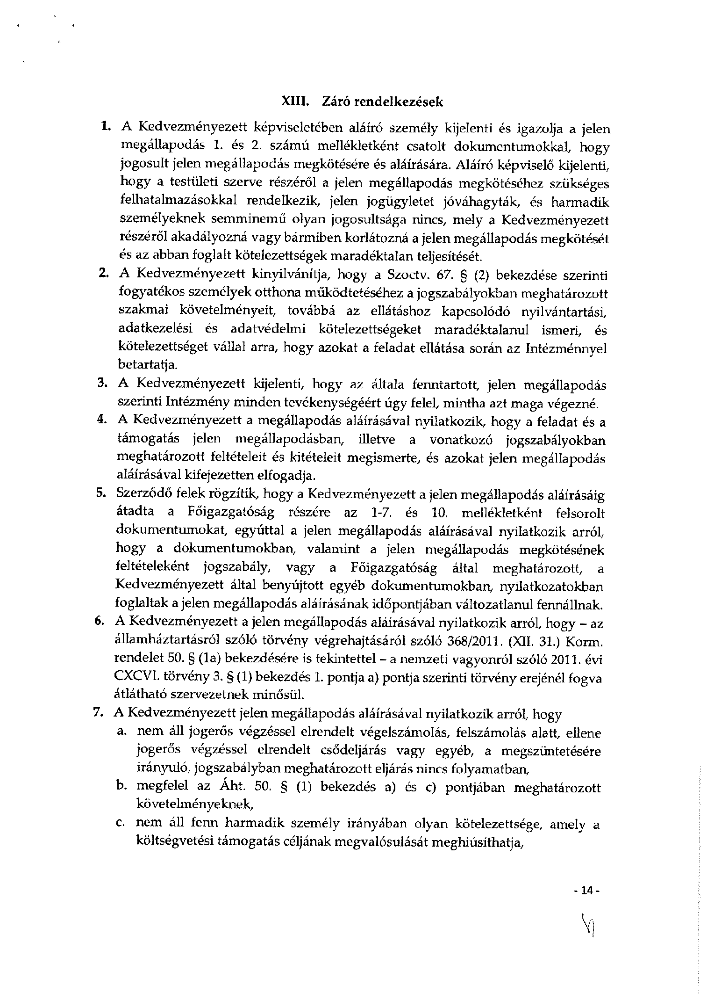 XIII. Záró rendelkezések
1. A Kedvezményezett képviseletében aláíró személy kijelenti és igazolja a jelen
megállapodás 1. és 2. számú mellékletként csatolt dokumentumokkal, hogy
jogosult jelen megállapodás megkötésére és aláírására. Aláíró képviselő kijelenti,
hogy a testületi szerve részéről a jelen megállapodás megkötéséhez szükséges
felhatalmazásokkal rendelkezik, jelen jogügyletet jóváhagyták, és harmadik
személyeknek semminemű olyan jogosultsága nincs, mely a Kedvezményezett
részéről akadályozná vagy bármiben korlátozná a jelen megállapodás megkötését
és az abban foglalt kötelezettségek maradéktalan teljesítését.
2. A Kedvezményezett kinyilvánítja, hogy a Szoctv. 67. § (2) bekezdése szerinti
fogyatékos személyek otthona működtetéséhez a jogszabályokban meghatározott
szakmai követelményeit, továbbá az ellátáshoz kapcsolódó nyilvántartási,
adatkezelési és adatvédelmi kötelezettségeket maradéktalanul ismeri, és
kötelezettséget vállal arra, hogy azokat a feladat ellátása során az Intézménnyel
betartatja.
3. A Kedvezményezett kijelenti, hogy az általa fenntartott, jelen megállapodás
szerinti Intézmény minden tevékenységéért úgy felel, mintha azt maga végezné.
4. A Kedvezményezett a megállapodás aláírásával nyilatkozik, hogy a feladat és a
támogatás jelen megállapodásban, illetve a vonatkozó jogszabályokban
meghatározott feltételeit és kitételeit megismerte, és azokat jelen megállapodás
aláírásával kifejezetten elfogadja.
5. Szerződő felek rögzítik, hogy a Kedvezményezett a jelen megállapodás aláírásáig
átadta a Főigazgatóság részére az 1-7. és 10. mellékletként felsorolt
dokumentumokat, egyúttal a jelen megállapodás aláírásával nyilatkozik arról,
hogy a dokumentumokban, valamint a jelen megállapodás megkötésének
feltételeként jogszabály, vagy a Főigazgatóság által meghatározott, a
Kedvezményezett által benyújtott egyéb dokumentumokban, nyilatkozatokban
foglaltak a jelen megállapodás aláírásának időpontjában változatlanul fennállnak.
6. A Kedvezményezett a jelen megállapodás aláírásával nyilatkozik arról, hogy – az
államháztartásról szóló törvény végrehajtásáról szóló 368/2011. (XII. 31.) Korm.
rendelet 50. § (1a) bekezdésére is tekintettel – a nemzeti vagyonról szóló 2011. évi
CXCVI. törvény 3. § (1) bekezdés 1. pontja a) pontja szerinti törvény erejénél fogva
átlátható szervezetnek minősül.
7. A Kedvezményezett jelen megállapodás aláírásával nyilatkozik arról, hogy
a. nem áll jogerős végzéssel elrendelt végelszámolás, felszámolás alatt, ellene
jogerős végzéssel elrendelt csődeljárás vagy egyéb, a megszüntetésére
irányuló, jogszabályban meghatározott eljárás nincs folyamatban,
b. megfelel az Áht. 50. § (1) bekezdés a) és c) pontjában meghatározott
követelményeknek,
c. nem áll fenn harmadik személy irányában olyan kötelezettsége, amely a
költségvetési támogatás céljának megvalósulását meghiúsíthatja,
- 14 -